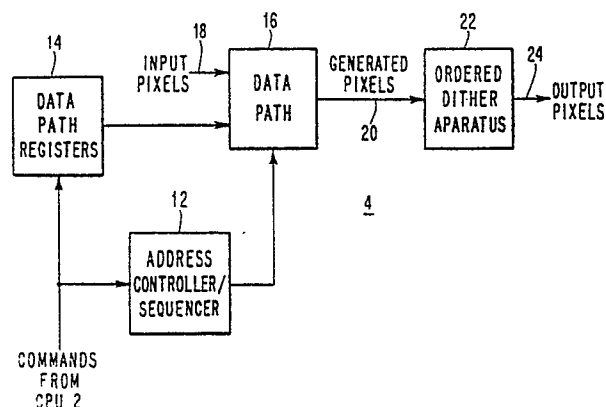 14
DATA
PATH
REGISTERS
INPUT
PIXELS
18
16
DATA
PATH
GENERATED
PIXELS
20
22
ORDERED
DITHER
APPARATUS
24
OUTPUT
PIXELS
4
12
ADDRESS
CONTROLLER/
SEQUENCER
COMMANDS
FROM
CPU 2